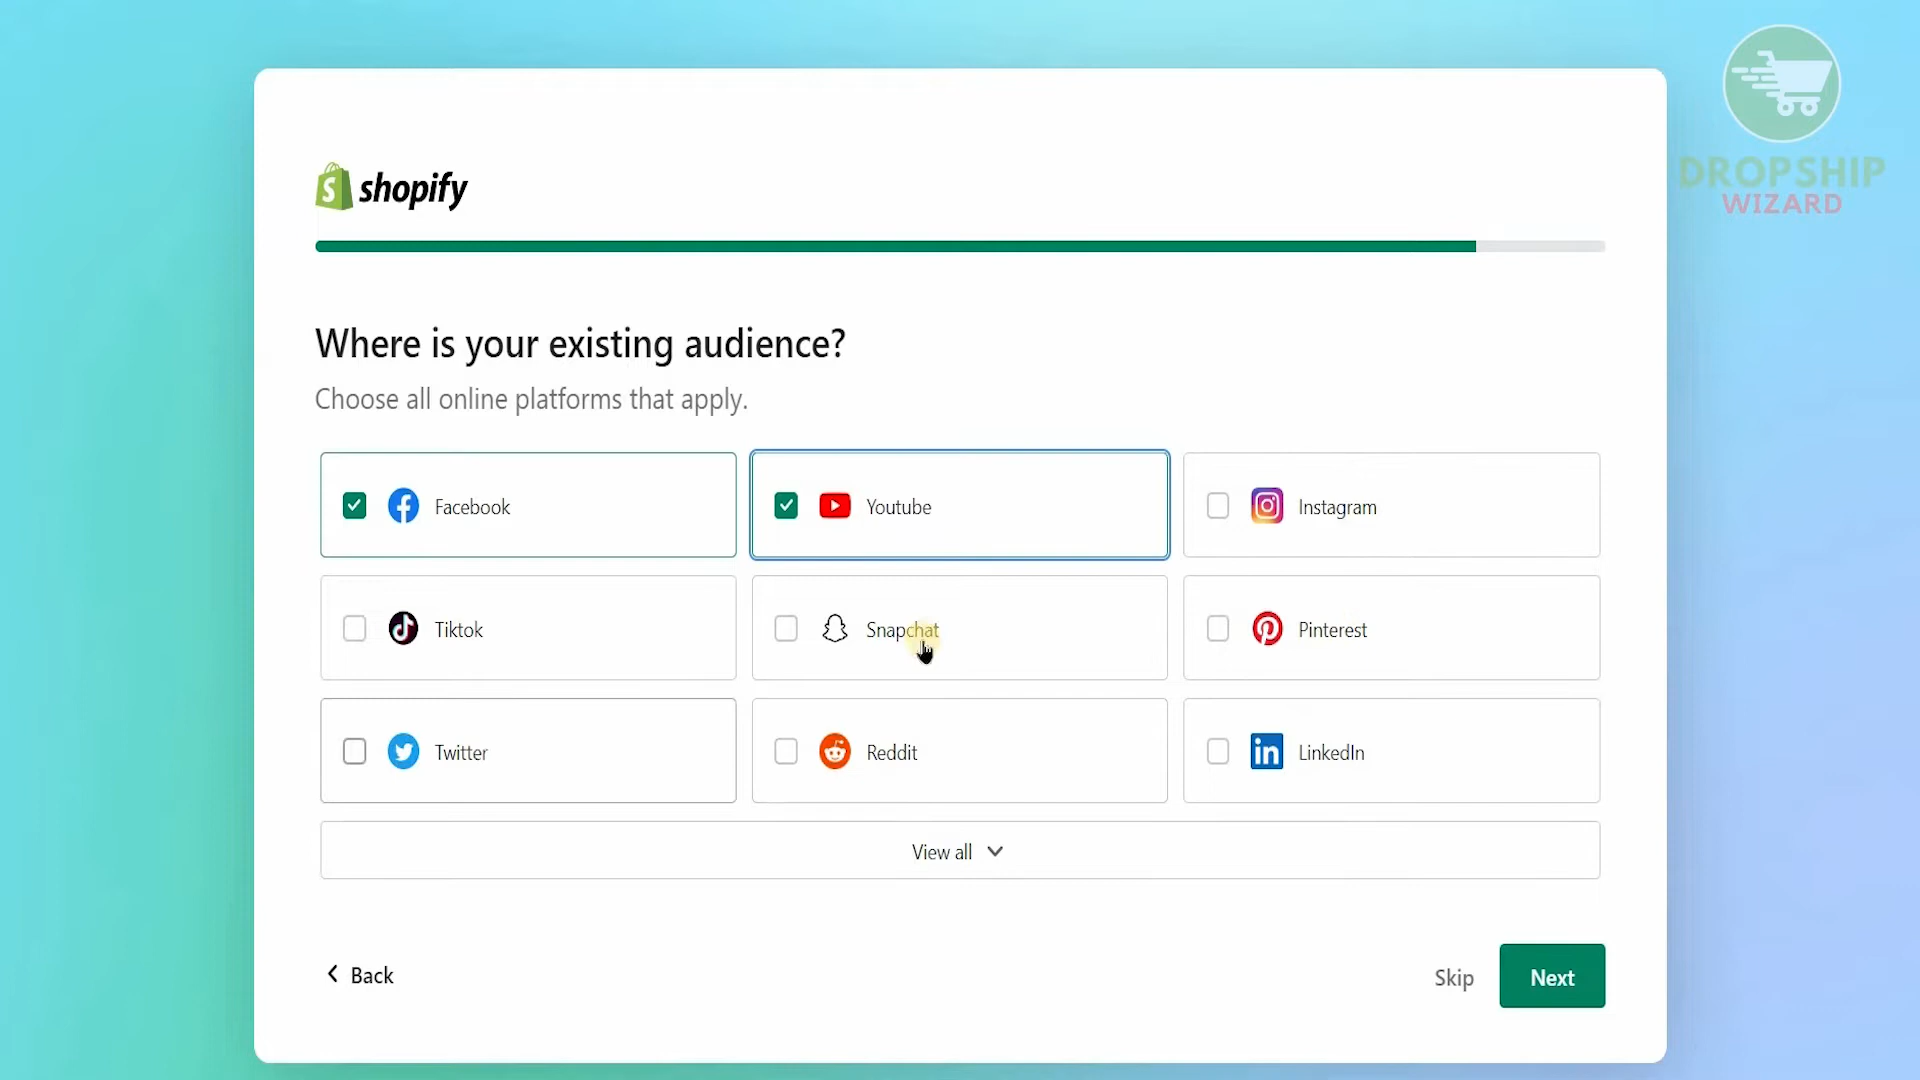 DROPSHIP
WIZARD
shopify
Where is your existing audience?
Choose all online platforms that apply.
Facebook
Youtube
Instagram
Tiktok
Snapchat
Pinterest
Twitter
Reddit
LinkedIn
View all
Back
Skip
Next